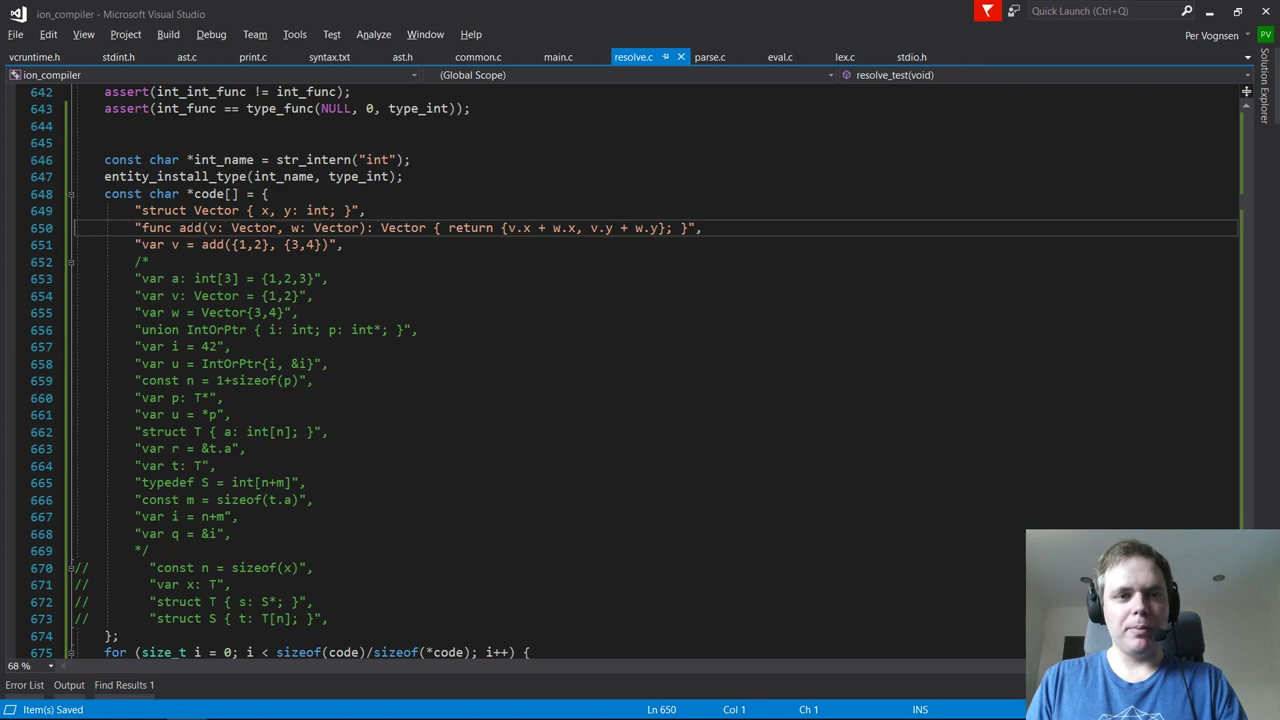 ion_compiler - Microsoft Visual Studio
Quick Launch (Ctrl+Q)
File Edit View Project Build Debug Team Tools Test Analyze Window Help
Per Vognsen PV
vcruntime.h stdint.h ast.c print.c syntax.txt ast.h common.c main.c resolve.c parse.c eval.c lex.c stdio.h
Solution Explorer
ion_compiler (Global Scope) resolve_test(void)
642 assert(int_int_func != int_func);
643 assert(int_func == type_func(NULL, 0, type_int));
644
645
646 const char *int_name = str_intern("int");
647 entity_install_type(int_name, type_int);
648 const char *code[] = {
649 "struct Vector { x, y: int; }",
650 "func add(v: Vector, w: Vector): Vector { return {v.x + w.x, v.y + w.y}; }",
651 "var v = add({1,2}, {3,4})",
652 /*
653 "var a: int[3] = {1,2,3}",
654 "var v: Vector = {1,2}",
655 "var w = Vector{3,4}",
656 "union IntOrPtr { i: int; p: int*; }",
657 "var i = 42",
658 "var u = IntOrPtr{i, &i}",
659 "const n = 1+sizeof(p)",
660 "var p: T*",
661 "var u = *p",
662 "struct T { a: int[n]; }",
663 "var r = &t.a",
664 "var t: T",
665 "typedef S = int[n+m]",
666 "const m = sizeof(t.a)",
667 "var i = n+m",
668 "var q = &i",
669 */
670 // "const n = sizeof(x)",
671 // "var x: T",
672 // "struct T { s: S*; }",
673 // "struct S { t: T[n]; }",
674 };
675 for (size_t i = 0; i < sizeof(code)/sizeof(*code); i++) {
68 %
Error List Output Find Results 1
Item(s) Saved Ln 650 Col 1 Ch 1 INS